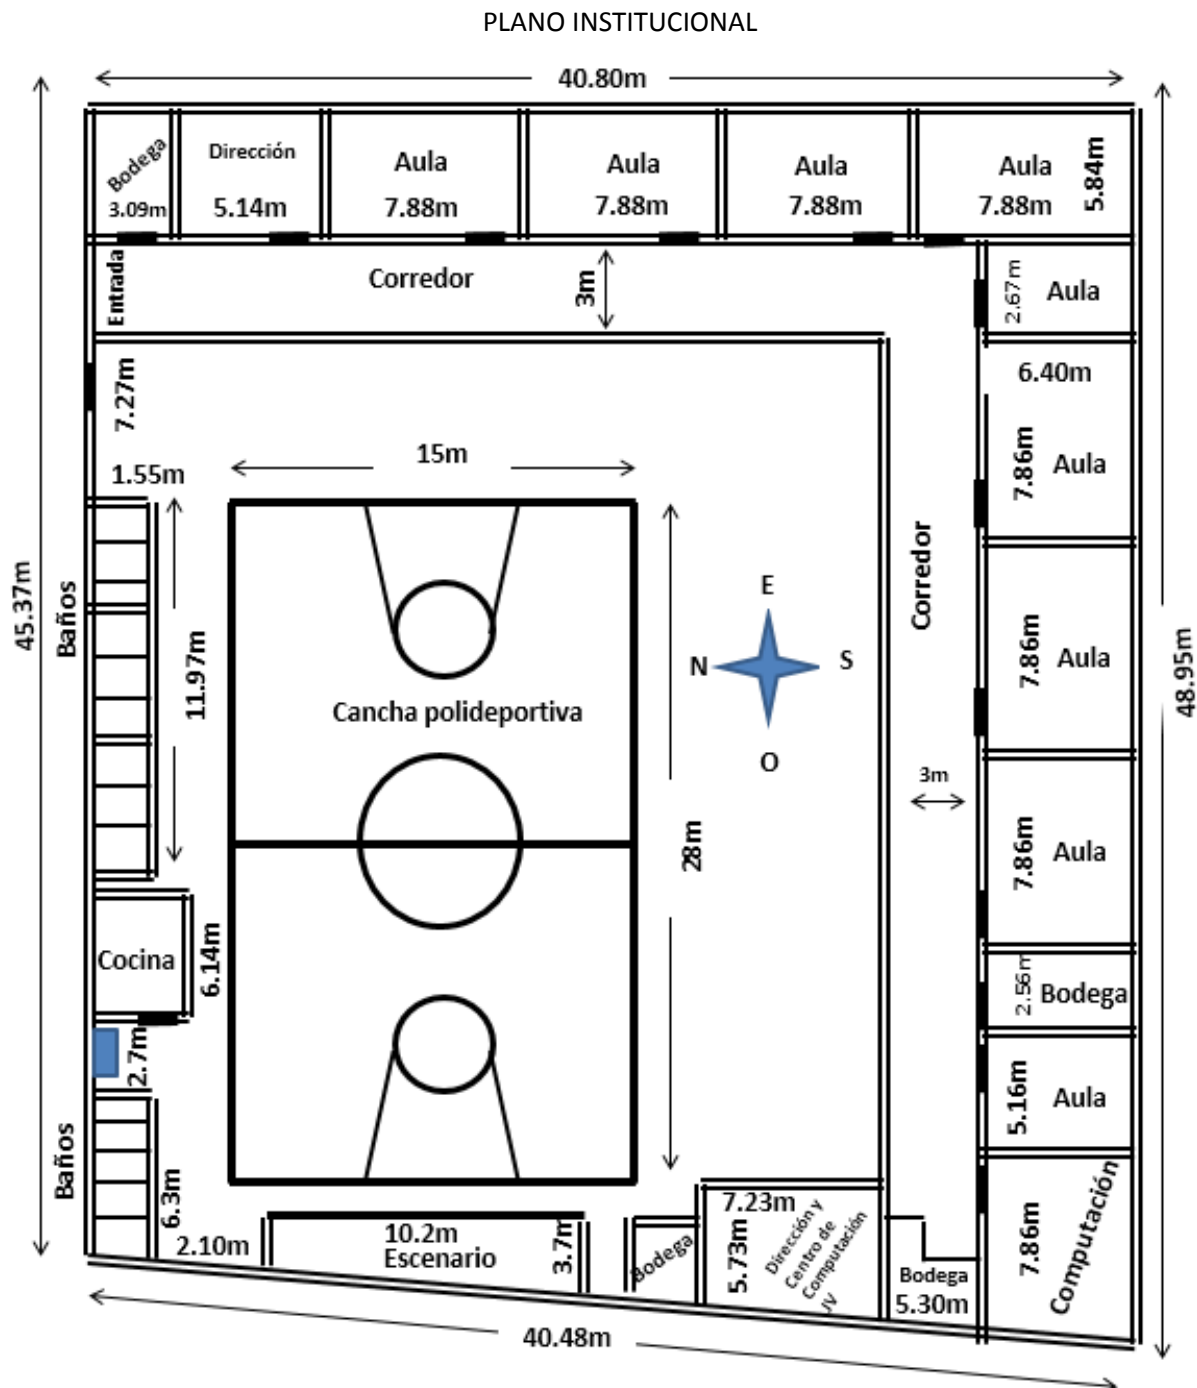 PLANO INSTITUCIONAL
40.80m
Bodega
3.09m
Dirección
5.14m
Aula
7.88m
Aula
7.88m
Aula
7.88m
Aula
7.88m
5.84m
Entrada
Corredor
3m
2.67m
Aula
7.27m
6.40m
7.86m
Aula
15m
1.55m
45.37m
Baños
11.97m
Cancha polideportiva
E
N
S
O
Corredor
7.86m
Aula
48.95m
3m
28m
7.86m
Aula
Cocina
6.14m
2.56m
Bodega
2.7m
5.16m
Aula
Baños
6.3m
2.10m
10.2m
Escenario
3.7m
Bodega
7.23m
5.73m
Dirección y
Centro de
Computación
JV
Bodega
5.30m
7.86m
Computación
40.48m